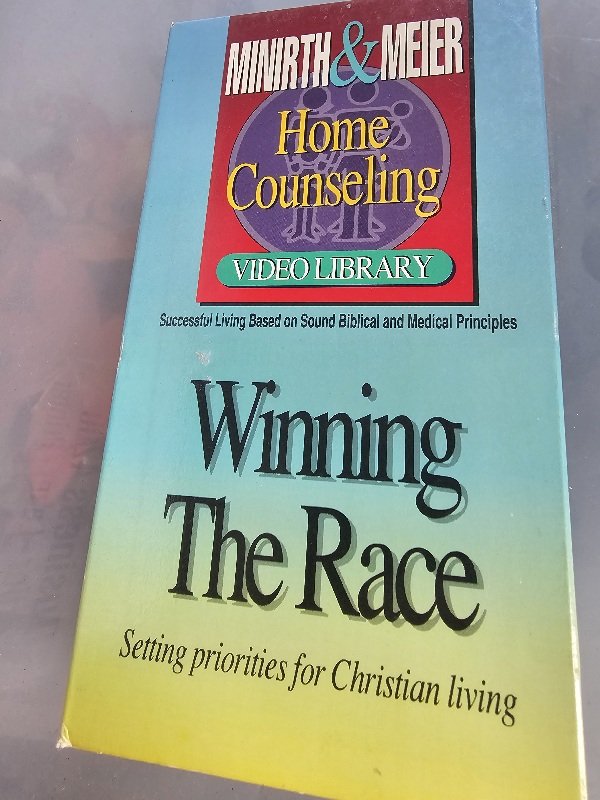 MINIRTH & MEIER
Home
Counseling
VIDEO LIBRARY
Successful Living Based on Sound Biblical and Medical Principles
Winning
The Race
Setting priorities for Christian living